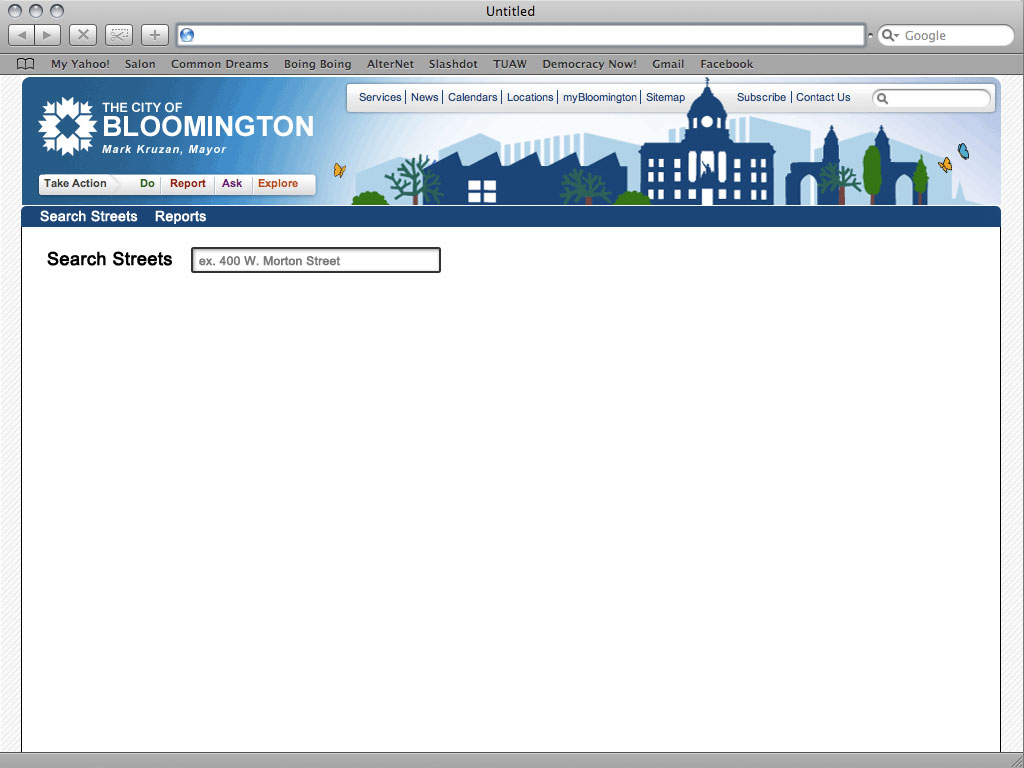 Untitled
Google
My Yahoo! Salon Common Dreams Boing Boing AlterNet Slashdot TUAW Democracy Now! Gmail Facebook
Services News Calendars Locations myBloomington Sitemap Subscribe Contact Us
THE CITY OF
BLOOMINGTON
Mark Kruzan, Mayor
Take Action Do Report Ask Explore
Search Streets Reports
Search Streets ex. 400 W. Morton Street